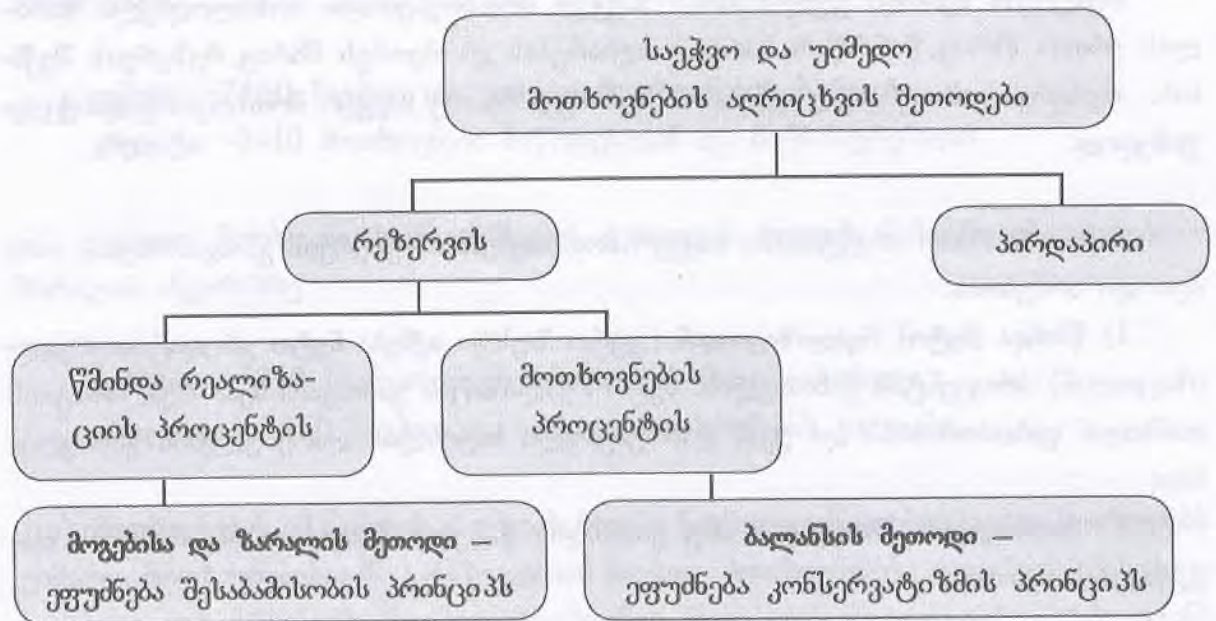 საეჭვო და უიმედო
მოთხოვნების აღრიცხვის მეთოდები
რეზერვის
პირდაპირი
წმინდა რეალიზა-
ციის პროცენტის
მოთხოვნების
პროცენტის
მოგებისა და ზარალის მეთოდი —
ეფუძნება შესაბამისობის პრინციპს
ბალანსის მეთოდი —
ეფუძნება კონსერვატიზმის პრინციპს